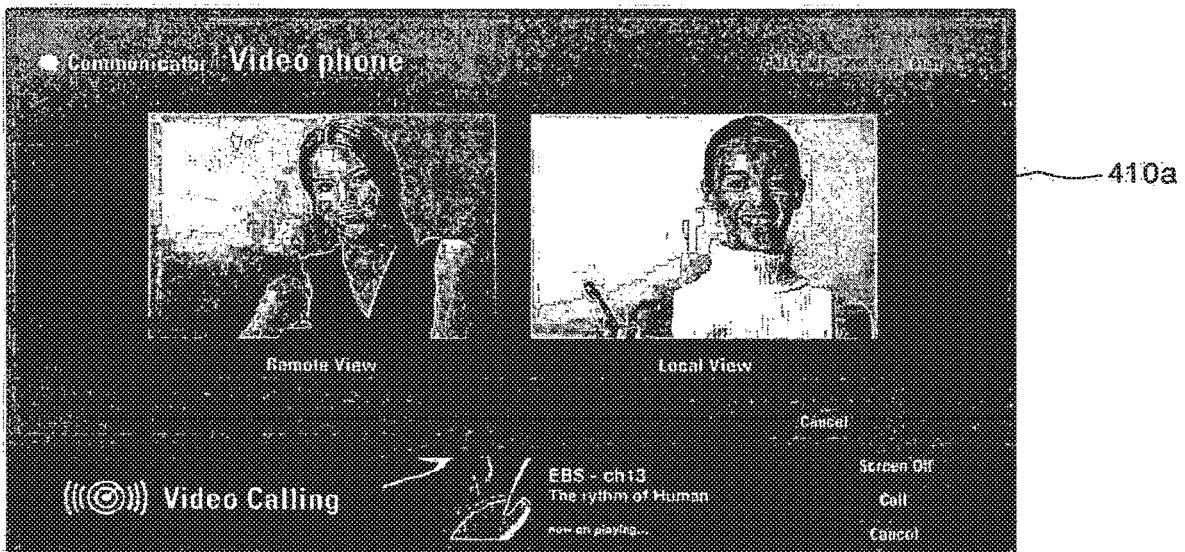 Communicator Video phone
410a
Remote View Local View
Cancel
Video Calling
EBS - ch13
The rythm of Human
now on playing...
Screen Off
Call
Cancel